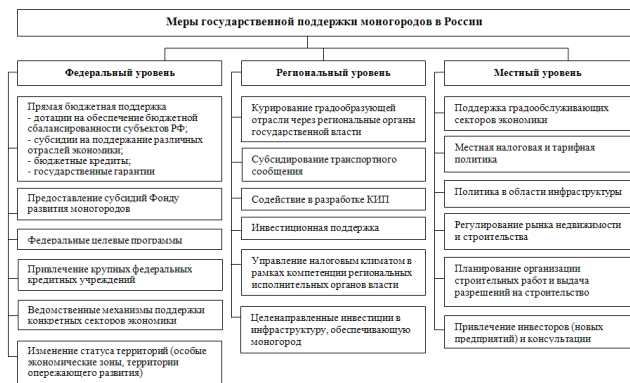 Меры государственной поддержки моногородов в России
Федеральный уровень
Прямая бюджетная поддержка
- дотации на обеспечение бюджетной
сбалансированности субъектов РФ;
- субсидии на поддержание различных
отраслей экономики;
- бюджетные кредиты;
- государственные гарантии
Предоставление субсидий Фонду
развития моногородов
Федеральные целевые программы
Привлечение крупных федеральных
кредитных учреждений
Ведомственные механизмы поддержки
конкретных секторов экономики
Изменение статуса территорий (особые
экономические зоны, территории
опережающего развития)
Региональный уровень
Курирование градообразующей
отрасли через региональные органы
государственной власти
Субсидирование транспортного
сообщения
Содействие в разработке КИП
Инвестиционная поддержка
Управление налоговым климатом в
рамках компетенции региональных
исполнительных органов власти
Целенаправленные инвестиции в
инфраструктуру, обеспечивающую
моногород
Местный уровень
Поддержка градообслуживающих
секторов экономики
Местная налоговая и тарифная
политика
Политика в области инфраструктуры
Регулирование рынка недвижимости
и строительства
Планирование организации
строительных работ и выдача
разрешений на строительство
Привлечение инвесторов (новых
предприятий) и консультации